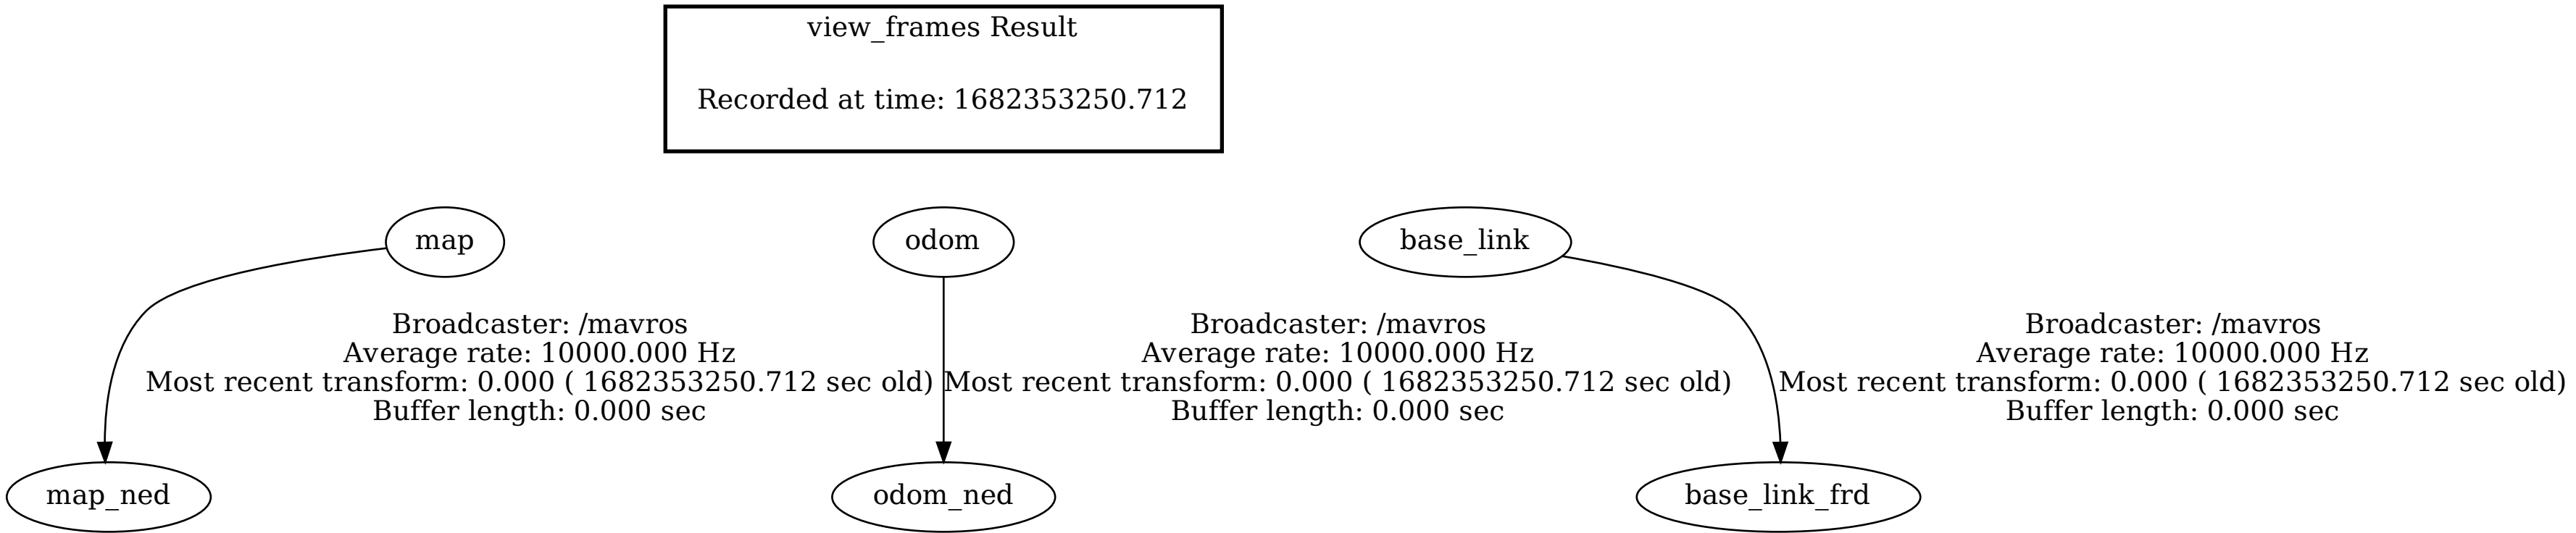 view_frames Result
Recorded at time: 1682353250.712
map
odom
base_link
Broadcaster: /mavros
Average rate: 10000.000 Hz
Most recent transform: 0.000 ( 1682353250.712 sec old)
Buffer length: 0.000 sec
Broadcaster: /mavros
Average rate: 10000.000 Hz
Most recent transform: 0.000 ( 1682353250.712 sec old)
Buffer length: 0.000 sec
Broadcaster: /mavros
Average rate: 10000.000 Hz
Most recent transform: 0.000 ( 1682353250.712 sec old)
Buffer length: 0.000 sec
map_ned
odom_ned
base_link_frd